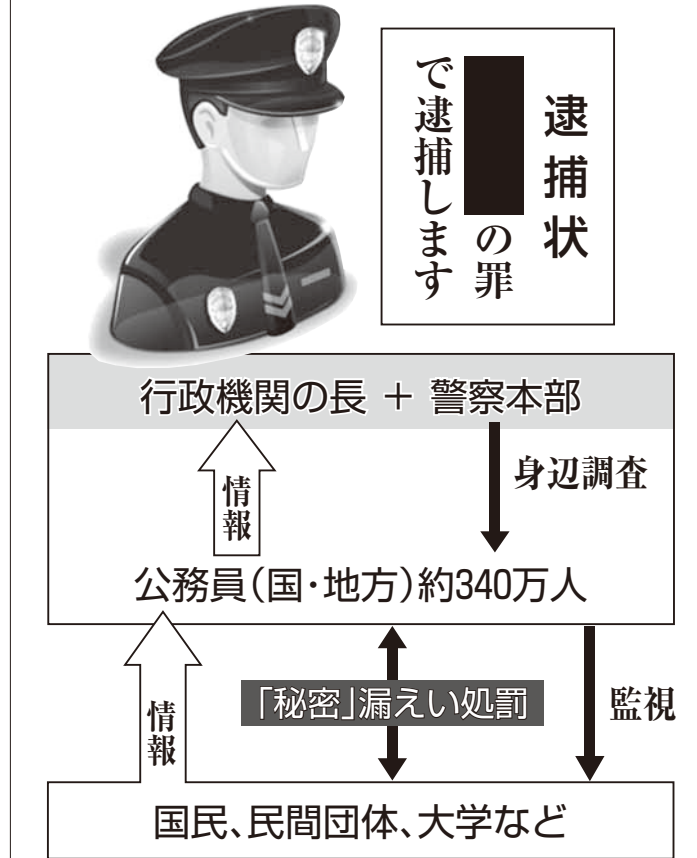 逮捕状
の罪
で逮捕します
行政機関の長 + 警察本部
情報
身辺調査
公務員(国・地方)約340万人
情報
「秘密」漏えい処罰
監視
国民、民間団体、大学など